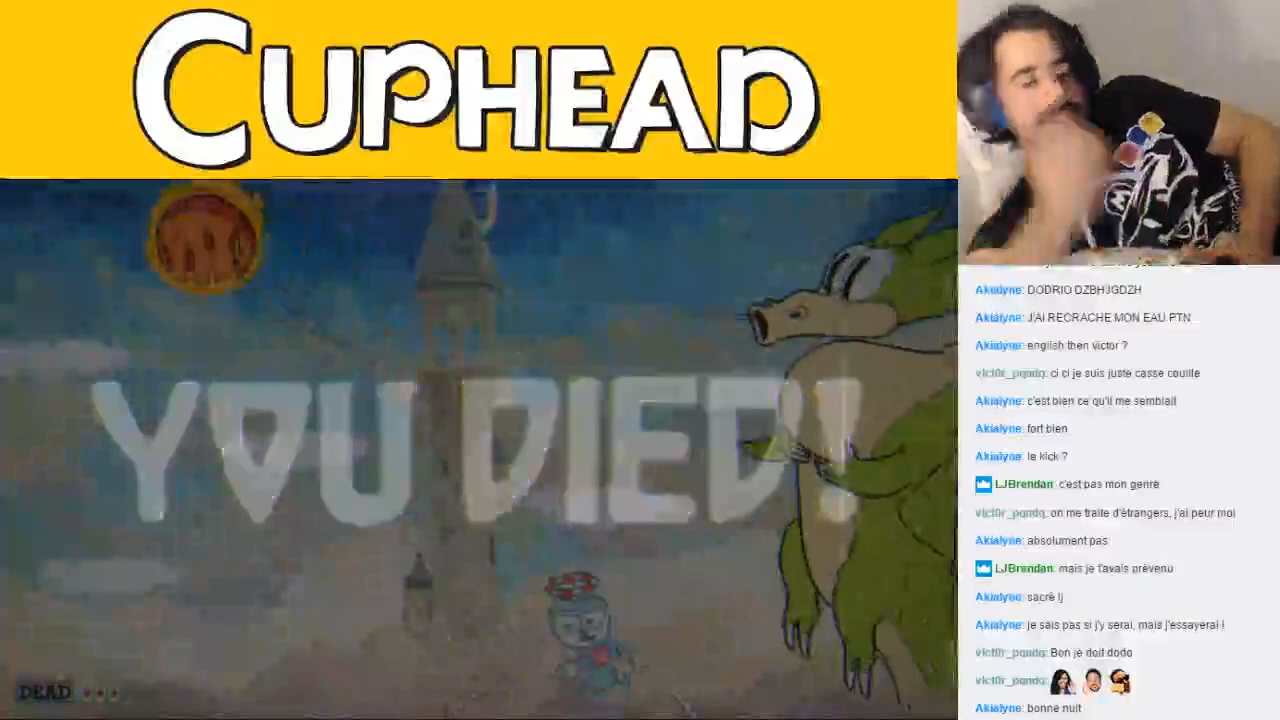 CUPHEAD
YOU DIED!
DEAD
Akialyne: DODRIO DZBHJGDZH
Akialyne: J'AI RECRACHE MON EAU PTN
Akialyne: english then victor ?
vict0r_pqndq: ci ci je suis juste casse couille
Akialyne: c'est bien ce qu'il me semblait
Akialyne: fort bien
Akialyne: le kick ?
LJBrendan: c'est pas mon genre
vict0r_pqndq: on me traite d'étrangers, j'ai peur moi
Akialyne: absolument pas
LJBrendan: mais je t'avais prévenu
Akialyne: sacré lj
Akialyne: je sais pas si j'y serai, mais j'essayerai !
vict0r_pqndq: Bon je doit dodo
vict0r_pqndq:
Akialyne: bonne nuit